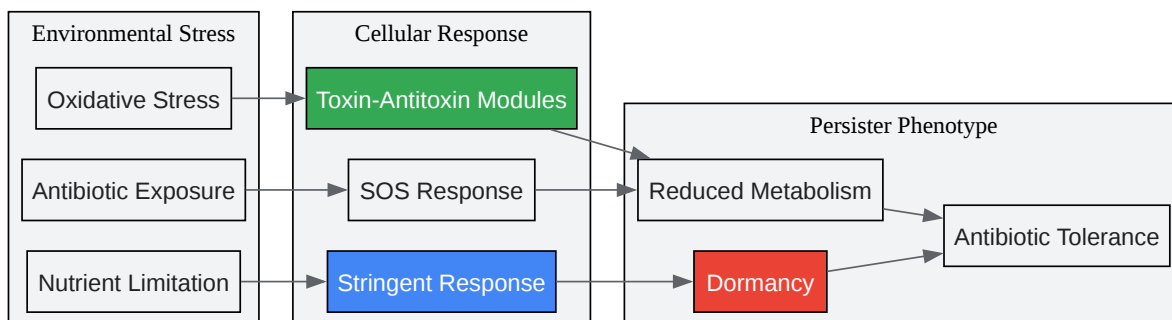 Environmental Stress
Oxidative Stress
Antibiotic Exposure
Nutrient Limitation
Cellular Response
Toxin-Antitoxin Modules
SOS Response
Stringent Response
Persister Phenotype
Reduced Metabolism
Dormancy
Antibiotic Tolerance